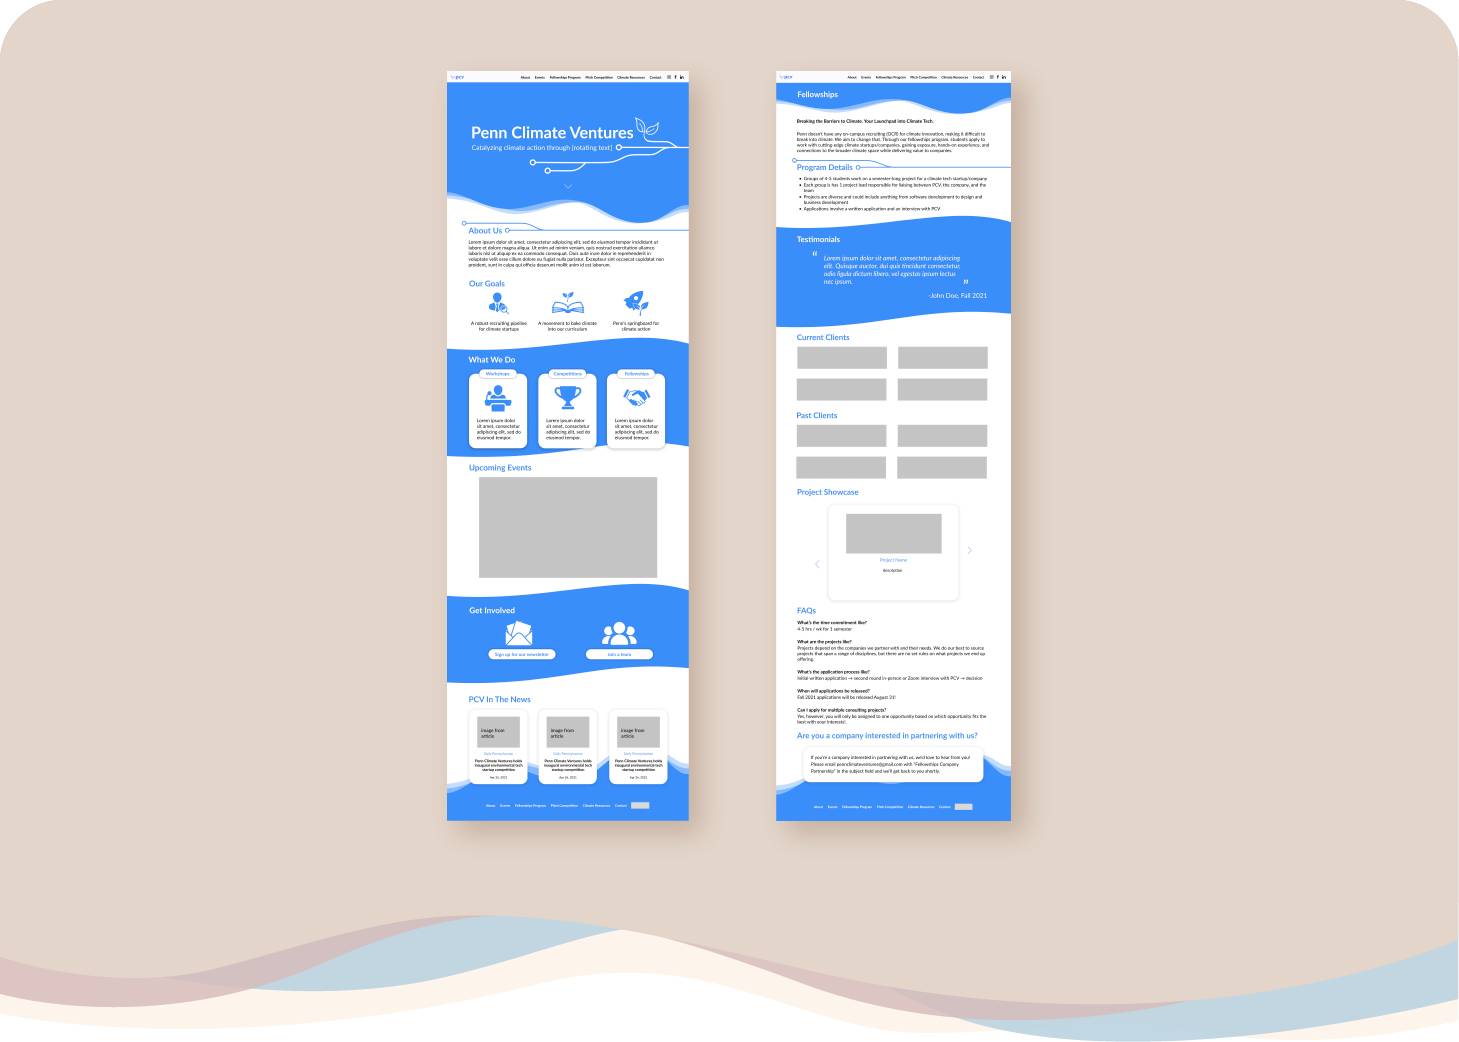 pcv
About Events Fellowships Program Pitch Competition Climate Resources Contact
Penn Climate Ventures
Catalyzing climate action through [rotating text]
About Us
Lorem ipsum dolor sit amet, consectetur adipiscing elit, sed do eiusmod tempor incididunt ut
labore et dolore magna aliqua. Ut enim ad minim veniam, quis nostrud exercitation ullamco
laboris nisi ut aliquip ex ea commodo consequat. Duis aute irure dolor in reprehenderit in
voluptate velit esse cillum dolore eu fugiat nulla pariatur. Excepteur sint occaecat cupidatat non
proident, sunt in culpa qui officia deserunt mollit anim id est laborum.
Our Goals
A robust recruiting pipeline
for climate startups
A movement to bake climate
into our curriculum
Penn's springboard for
climate action
What We Do
Workshops
Lorem ipsum dolor
sit amet, consectetur
adipiscing elit, sed do
eiusmod tempor.
Competitions
Lorem ipsum dolor
sit amet, consectetur
adipiscing elit, sed do
eiusmod tempor.
Fellowships
Lorem ipsum dolor
sit amet, consectetur
adipiscing elit, sed do
eiusmod tempor.
Upcoming Events
Get Involved
Sign up for our newsletter
Join a team
PCV In The News
image from
article
Daily Pennsylvanian
Penn Climate Ventures holds
inaugural environmental tech
startup competition
Apr 26, 2021
image from
article
Daily Pennsylvanian
Penn Climate Ventures holds
inaugural environmental tech
startup competition
Apr 26, 2021
image from
article
Daily Pennsylvanian
Penn Climate Ventures holds
inaugural environmental tech
startup competition
Apr 26, 2021
About Events Fellowships Program Pitch Competition Climate Resources Contact
pcv
About Events Fellowships Program Pitch Competition Climate Resources Contact
Fellowships
Breaking the Barriers to Climate. Your Launchpad into Climate Tech.
Penn doesn't have any on-campus recruiting (OCR) for climate innovation, making it difficult to
break into climate. We aim to change that. Through our fellowships program, students apply to
work with cutting-edge climate startups/companies, gaining exposure, hands-on experience, and
connections to the broader climate space while delivering value to companies.
Program Details
• Groups of 4-5 students work on a semester-long project for a climate tech startup/company
• Each group is has 1 project lead responsible for liaising between PCV, the company, and the
team
• Projects are diverse and could include anything from software development to design and
business development
• Applications involve a written application and an interview with PCV
Testimonials
“ Lorem ipsum dolor sit amet, consectetur adipiscing
elit. Quisque auctor, dui quis tincidunt consectetur,
odio figula dictum libero, vel egestas ipsum lectus
nec ipsum. ”
-John Doe, Fall 2021
Current Clients
Past Clients
Project Showcase
Project Name
description
FAQs
What's the time commitment like?
4-5 hrs / wk for 1 semester
What are the projects like?
Projects depend on the companies we partner with and their needs. We do our best to source
projects that span a range of disciplines, but there are no set rules on what projects we end up
offering.
What's the application process like?
Initial written application → second round in-person or Zoom interview with PCV → decision
When will applications be released?
Fall 2021 applications will be released August 31!
Can I apply for multiple consulting projects?
Yes, however, you will only be assigned to one opportunity based on which opportunity fits the
best with your interests!
Are you a company interested in partnering with us?
If you're a company interested in partnering with us, we'd love to hear from you!
Please email pennclimateventures@gmail.com with "Fellowships Company
Partnership" in the subject field and we'll get back to you shortly.
About Events Fellowships Program Pitch Competition Climate Resources Contact